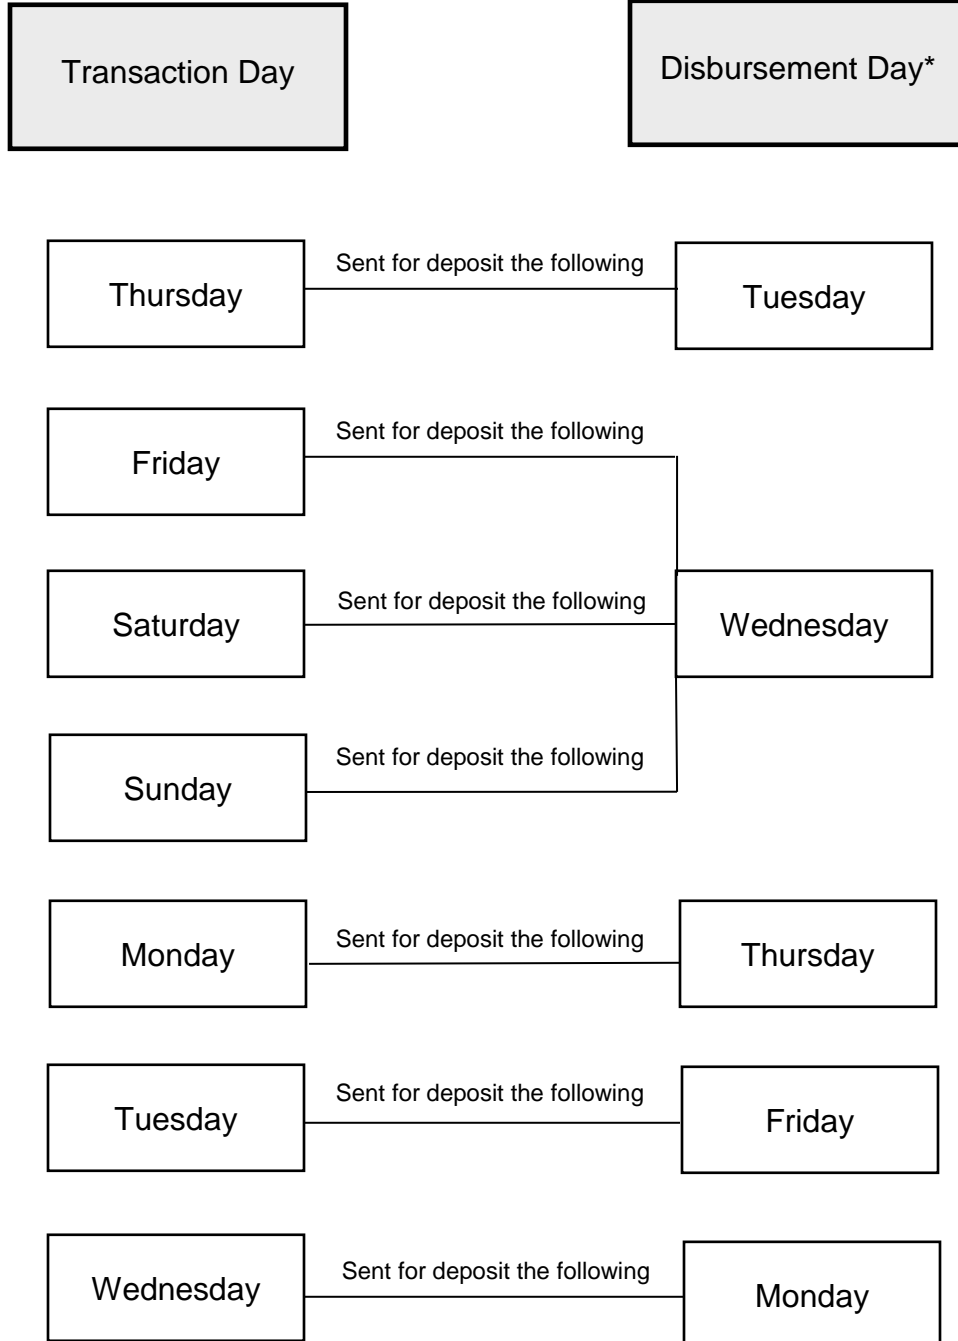 Transaction Day
Disbursement Day*
Thursday
Sent for deposit the following
Tuesday
Friday
Sent for deposit the following
Saturday
Sent for deposit the following
Wednesday
Sunday
Sent for deposit the following
Monday
Sent for deposit the following
Thursday
Tuesday
Sent for deposit the following
Friday
Wednesday
Sent for deposit the following
Monday